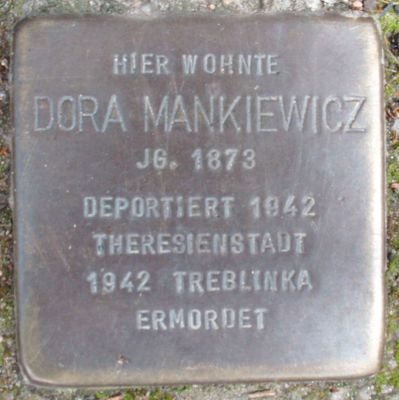 HIER WOHNTE
DORA MANKIEWICZ
JG. 1873
DEPORTIERT 1942
THERESIENSTADT
1942 TREBLINKA
ERMORDET